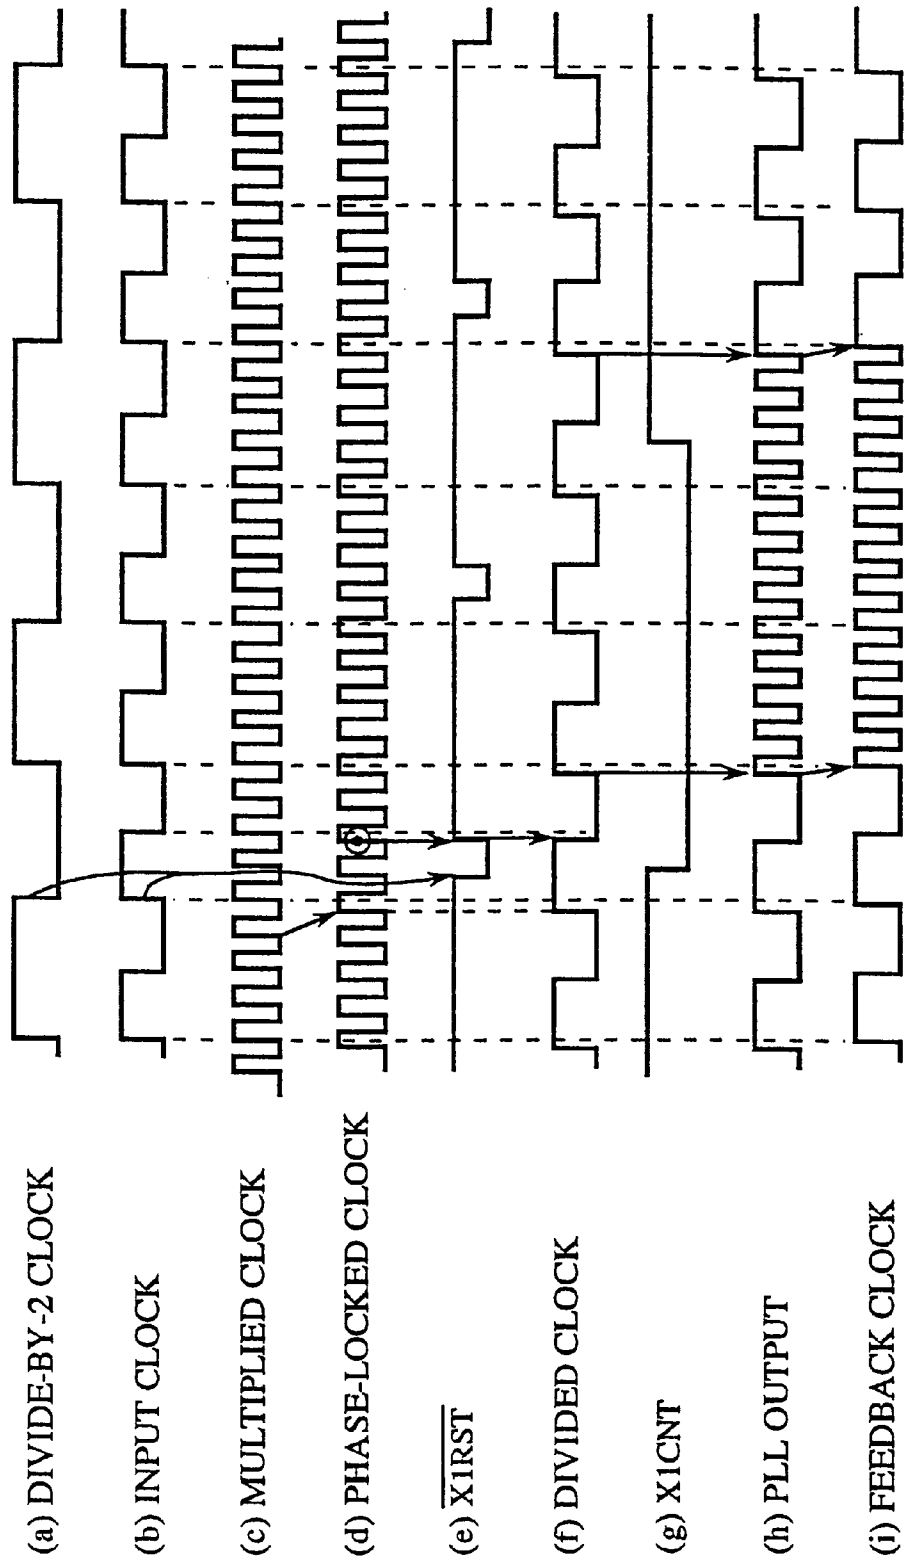 (a) DIVIDE-BY-2 CLOCK
(b) INPUT CLOCK
(c) MULTIPLIED CLOCK
(d) PHASE-LOCKED CLOCK
(e) X1RST
(f) DIVIDED CLOCK
(g) X1CNT
(h) PLL OUTPUT
(i) FEEDBACK CLOCK